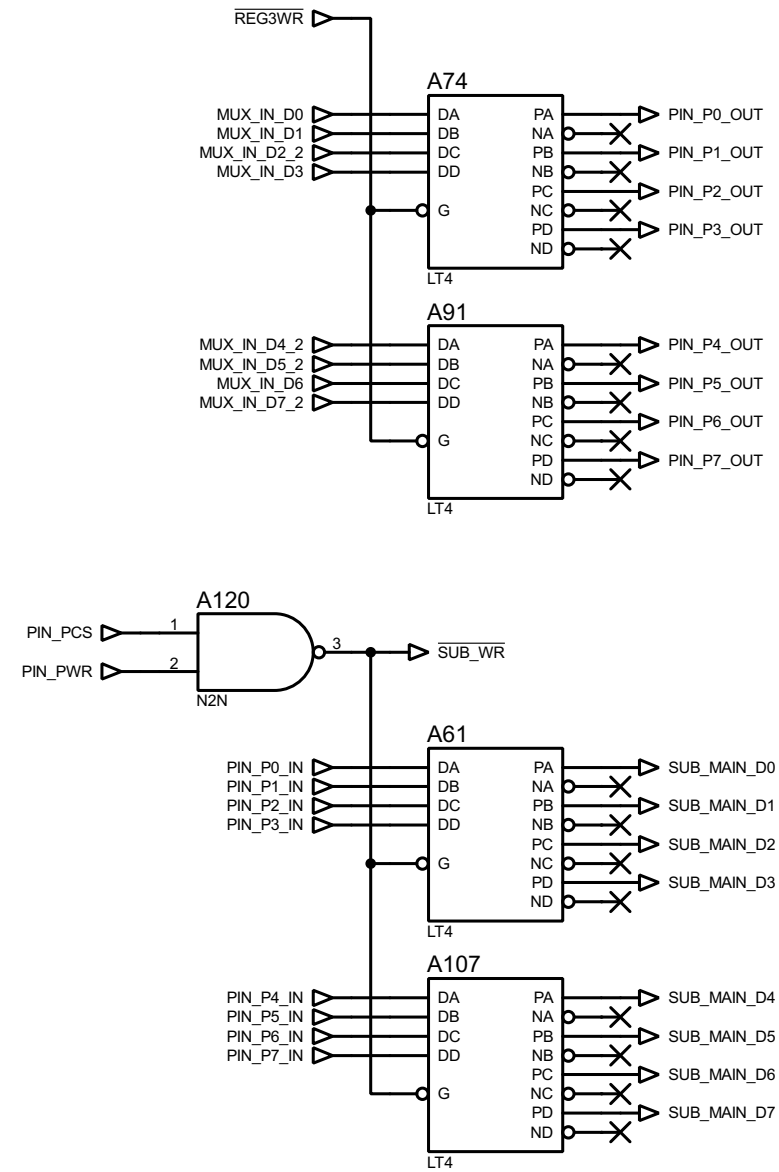 REG3WR
A74
MUX_IN_D0 DA PA PIN_P0_OUT
MUX_IN_D1 DB NA
MUX_IN_D2_2 DC PB PIN_P1_OUT
MUX_IN_D3 DD NB
PC PIN_P2_OUT
G NC
PD PIN_P3_OUT
ND
LT4
A91
MUX_IN_D4_2 DA PA PIN_P4_OUT
MUX_IN_D5_2 DB NA
MUX_IN_D6 DC PB PIN_P5_OUT
MUX_IN_D7_2 DD NB
PC PIN_P6_OUT
G NC
PD PIN_P7_OUT
ND
LT4
A120
PIN_PCS 1
3 SUB_WR
PIN_PWR 2
N2N
A61
PIN_P0_IN DA PA SUB_MAIN_D0
PIN_P1_IN DB NA
PIN_P2_IN DC PB SUB_MAIN_D1
PIN_P3_IN DD NB
PC SUB_MAIN_D2
G NC
PD SUB_MAIN_D3
ND
LT4
A107
PIN_P4_IN DA PA SUB_MAIN_D4
PIN_P5_IN DB NA
PIN_P6_IN DC PB SUB_MAIN_D5
PIN_P7_IN DD NB
PC SUB_MAIN_D6
G NC
PD SUB_MAIN_D7
ND
LT4